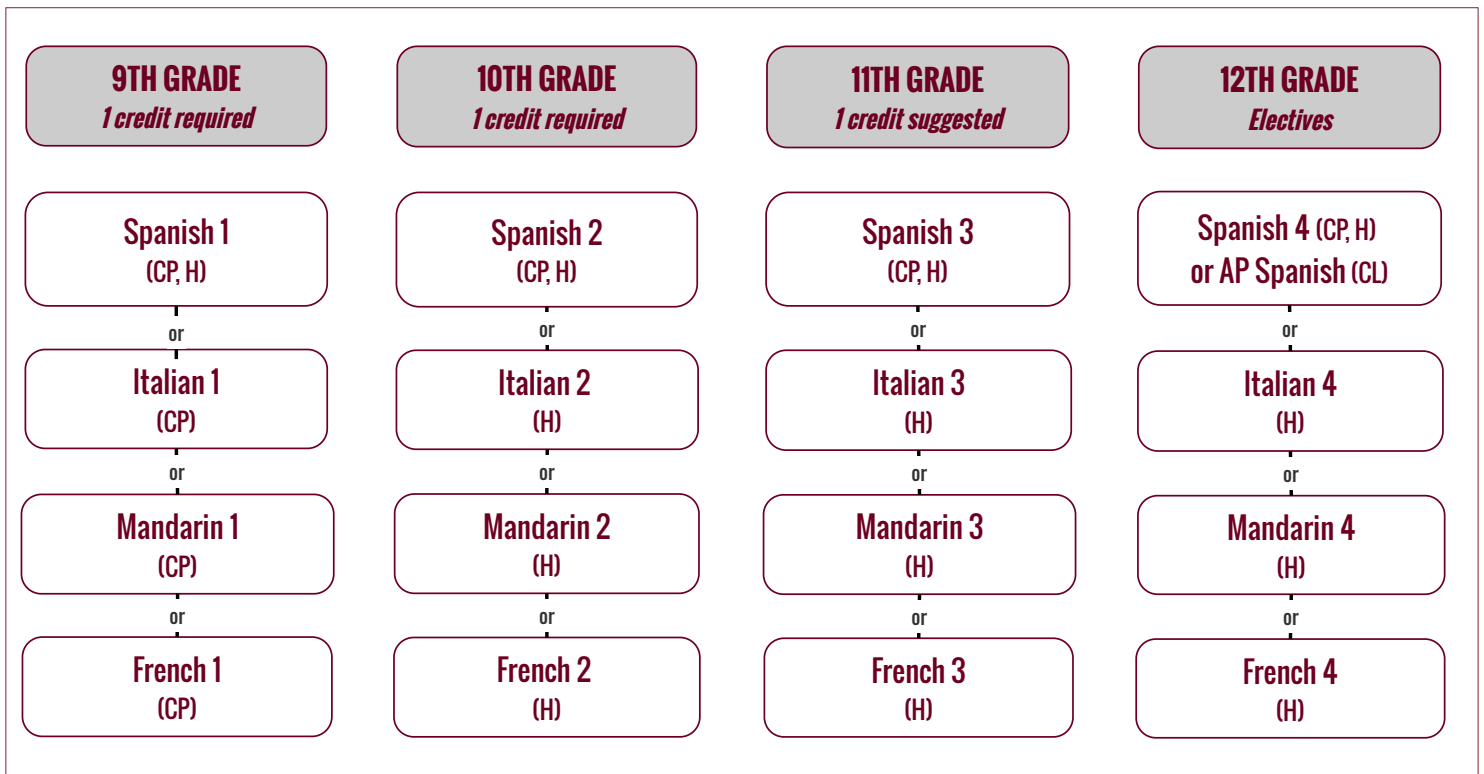 9TH GRADE
1 credit required
10TH GRADE
1 credit required
11TH GRADE
1 credit suggested
12TH GRADE
Electives
Spanish 1
(CP, H)
or
Italian 1
(CP)
or
Mandarin 1
(CP)
or
French 1
(CP)
Spanish 2
(CP, H)
or
Italian 2
(H)
or
Mandarin 2
(H)
or
French 2
(H)
Spanish 3
(CP, H)
or
Italian 3
(H)
or
Mandarin 3
(H)
or
French 3
(H)
Spanish 4 (CP, H)
or AP Spanish (CL)
or
Italian 4
(H)
or
Mandarin 4
(H)
or
French 4
(H)